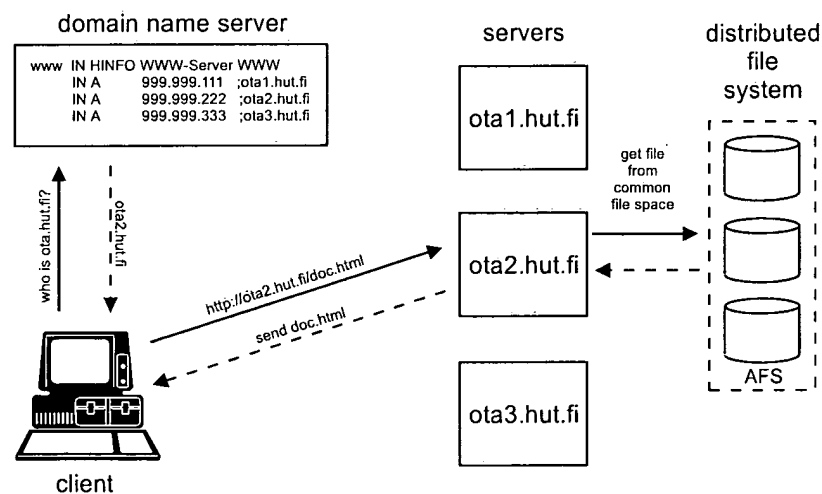 domain name server
www IN HINFO WWW-Server WWW
IN A 999.999.111 ;ota1.hut.fi
IN A 999.999.222 ;ota2.hut.fi
IN A 999.999.333 ;ota3.hut.fi
servers
distributed
file
system
ota1.hut.fi
ota2.hut.fi
ota3.hut.fi
get file
from
common
file space
AFS
who is ota.hut.fi?
ota2.hut.fi
http://ota2.hut.fi/doc.html
send doc.html
client